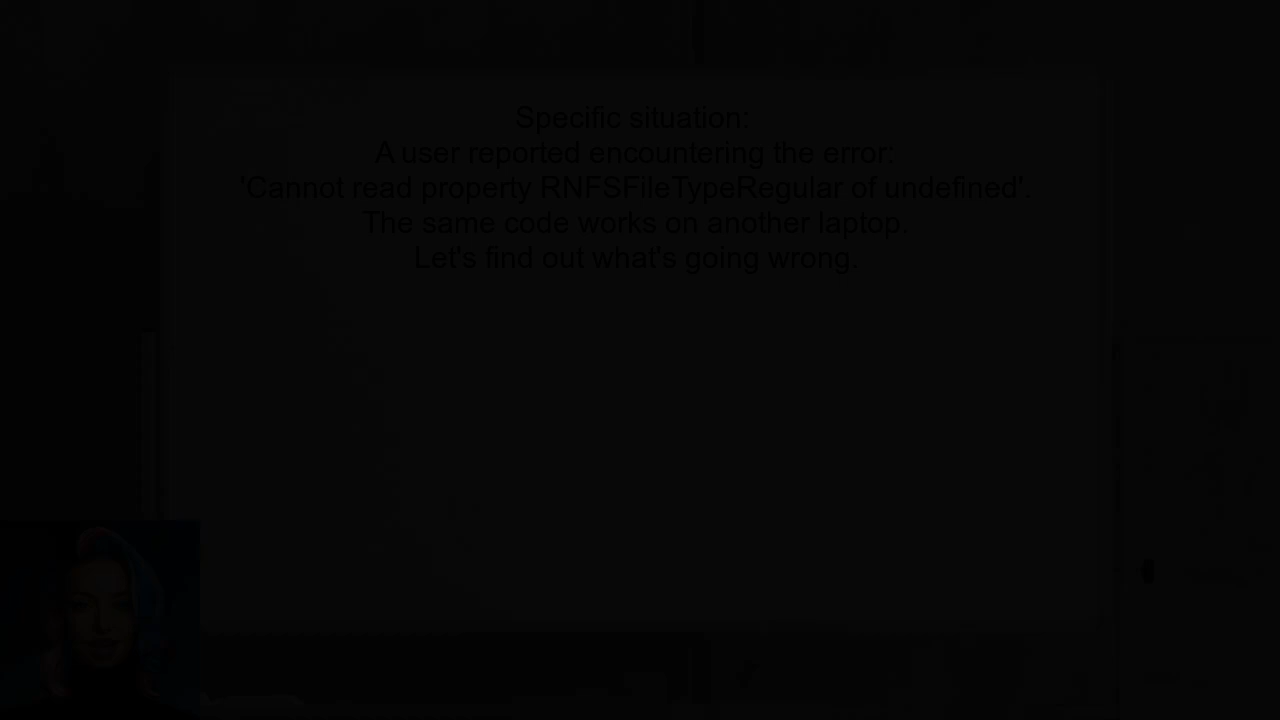 Specific situation:
A user reported encountering the error:
'Cannot read property RNFSFileTypeRegular of undefined'.
The same code works on another laptop.
Let's find out what's going wrong.